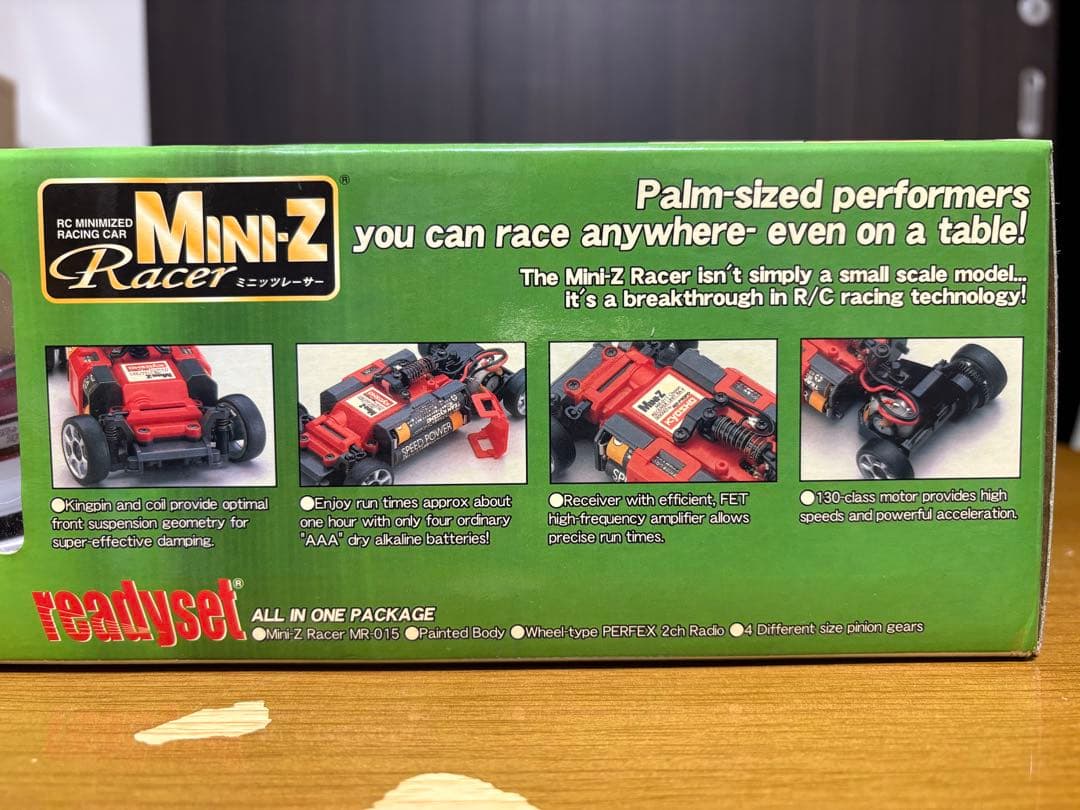 RC MINIMIZED
RACING CAR
MINI-Z
Racer ミニッツレーサー
®
Palm-sized performers
you can race anywhere- even on a table!
The Mini-Z Racer isn't simply a small scale model...
it's a breakthrough in R/C racing technology!
Mini-Z
SPEED POWER
Mini-Z
Kyosho
●Kingpin and coil provide optimal
front suspension geometry for
super-effective damping.
●Enjoy run times approx about
one hour with only four ordinary
"AAA" dry alkaline batteries!
●Receiver with efficient, FET
high-frequency amplifier allows
precise run times.
●130-class motor provides high
speeds and powerful acceleration.
readyset®
ALL IN ONE PACKAGE
●Mini-Z Racer MR-015 ●Painted Body ●Wheel-type PERFEX 2ch Radio ●4 Different size pinion gears